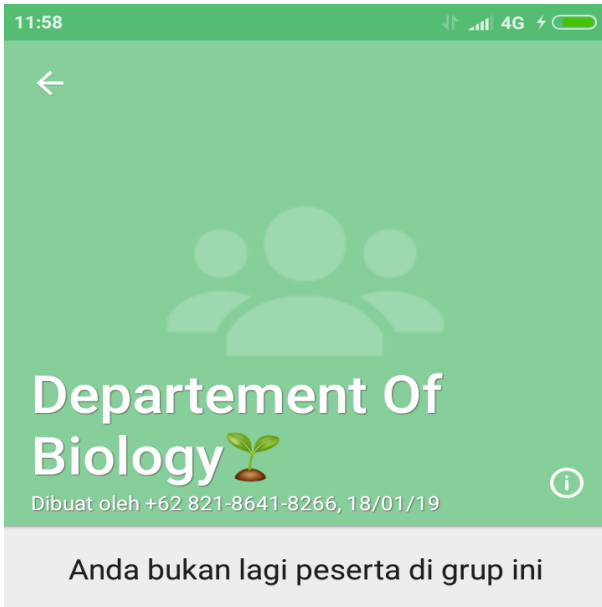 11:58 4G
Departement Of
Biology🌱
Dibuat oleh +62 821-8641-8266, 18/01/19
Anda bukan lagi peserta di grup ini